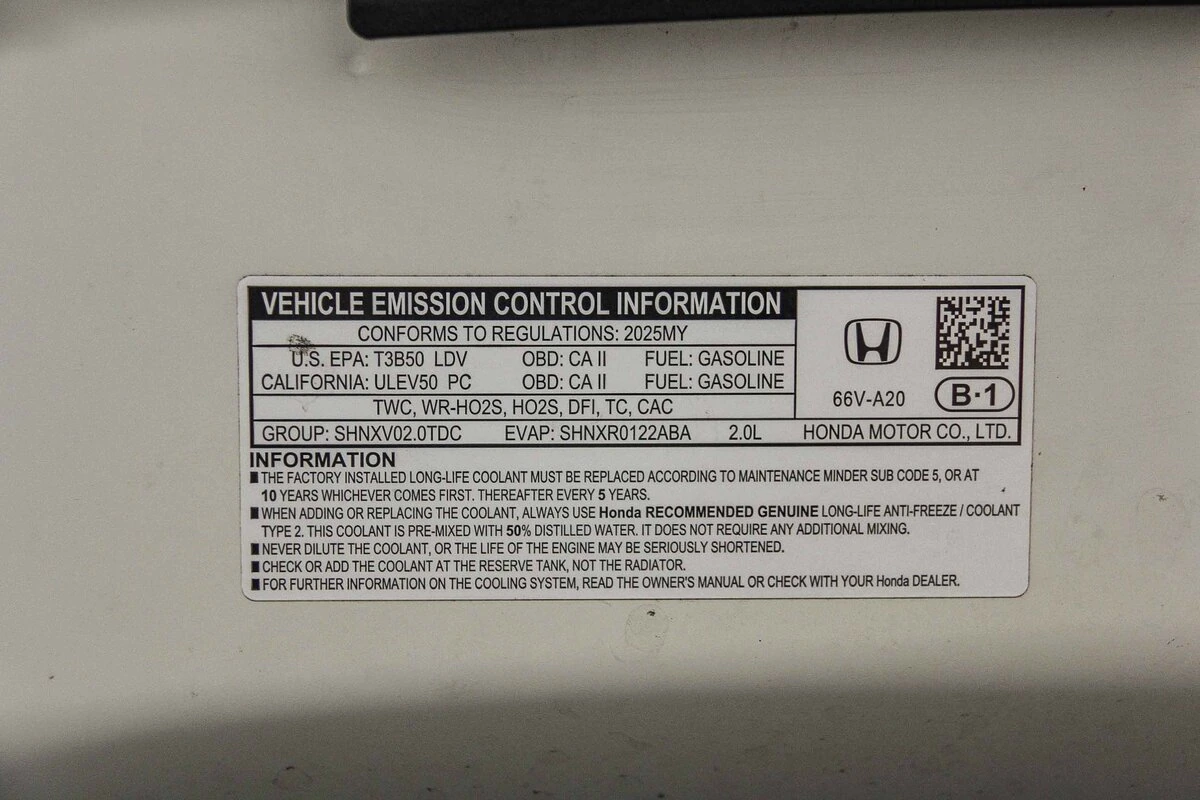 VEHICLE EMISSION CONTROL INFORMATION
CONFORMS TO REGULATIONS: 2025MY
U.S. EPA: T3B50 LDV OBD: CA II FUEL: GASOLINE
CALIFORNIA: ULEV50 PC OBD: CA II FUEL: GASOLINE
TWC, WR-HO2S, HO2S, DFI, TC, CAC
66V-A20 B·1
GROUP: SHNXV02.0TDC EVAP: SHNXR0122ABA 2.0L HONDA MOTOR CO., LTD.
INFORMATION
■ THE FACTORY INSTALLED LONG-LIFE COOLANT MUST BE REPLACED ACCORDING TO MAINTENANCE MINDER SUB CODE 5, OR AT
10 YEARS WHICHEVER COMES FIRST. THEREAFTER EVERY 5 YEARS.
■ WHEN ADDING OR REPLACING THE COOLANT, ALWAYS USE Honda RECOMMENDED GENUINE LONG-LIFE ANTI-FREEZE / COOLANT
TYPE 2. THIS COOLANT IS PRE-MIXED WITH 50% DISTILLED WATER. IT DOES NOT REQUIRE ANY ADDITIONAL MIXING.
■ NEVER DILUTE THE COOLANT, OR THE LIFE OF THE ENGINE MAY BE SERIOUSLY SHORTENED.
■ CHECK OR ADD THE COOLANT AT THE RESERVE TANK, NOT THE RADIATOR.
■ FOR FURTHER INFORMATION ON THE COOLING SYSTEM, READ THE OWNER'S MANUAL OR CHECK WITH YOUR Honda DEALER.